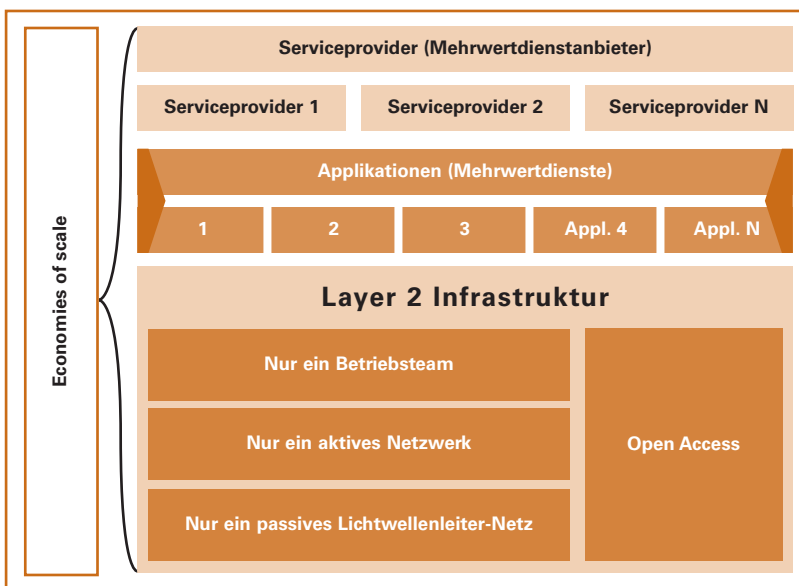 Economies of scale
Serviceprovider (Mehrwertdienstanbieter)
Serviceprovider 1
Serviceprovider 2
Serviceprovider N
Applikationen (Mehrwertdienste)
1
2
3
Appl. 4
Appl. N
Layer 2 Infrastruktur
Nur ein Betriebsteam
Nur ein aktives Netzwerk
Nur ein passives Lichtwellenleiter-Netz
Open Access